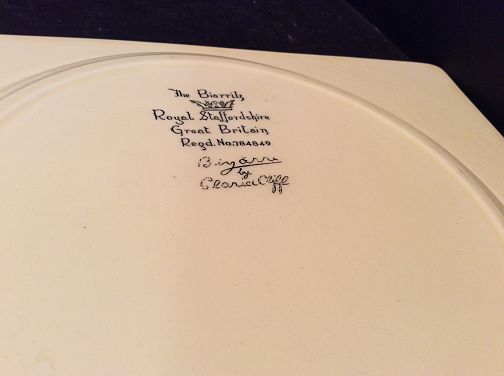 The Biarritz
Royal Staffordshire
Great Britain
Regd. No. 784849
Bizarre
by
Clarice Cliff